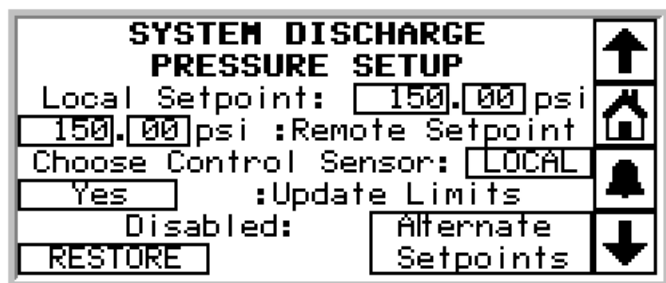 SYSTEM DISCHARGE
PRESSURE SETUP
Local Setpoint: 150.00 psi
150.00 psi :Remote Setpoint
Choose Control Sensor: LOCAL
Yes :Update Limits
Disabled: Alternate
RESTORE Setpoints